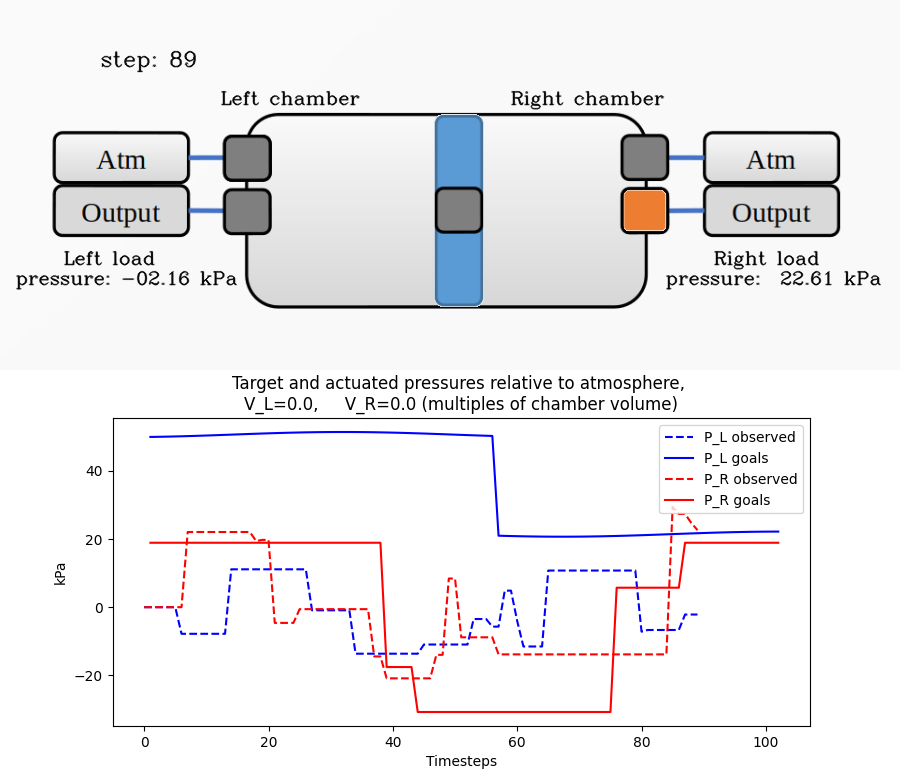 step: 89
Left chamber
Right chamber
Atm
Atm
Output
Output
Left load
pressure: -02.16 kPa
Right load
pressure:  22.61 kPa
Target and actuated pressures relative to atmosphere,
V_L=0.0,     V_R=0.0 (multiples of chamber volume)
P_L observed
P_L goals
P_R observed
P_R goals
kPa
40
20
0
−20
0 20 40 60 80 100
Timesteps